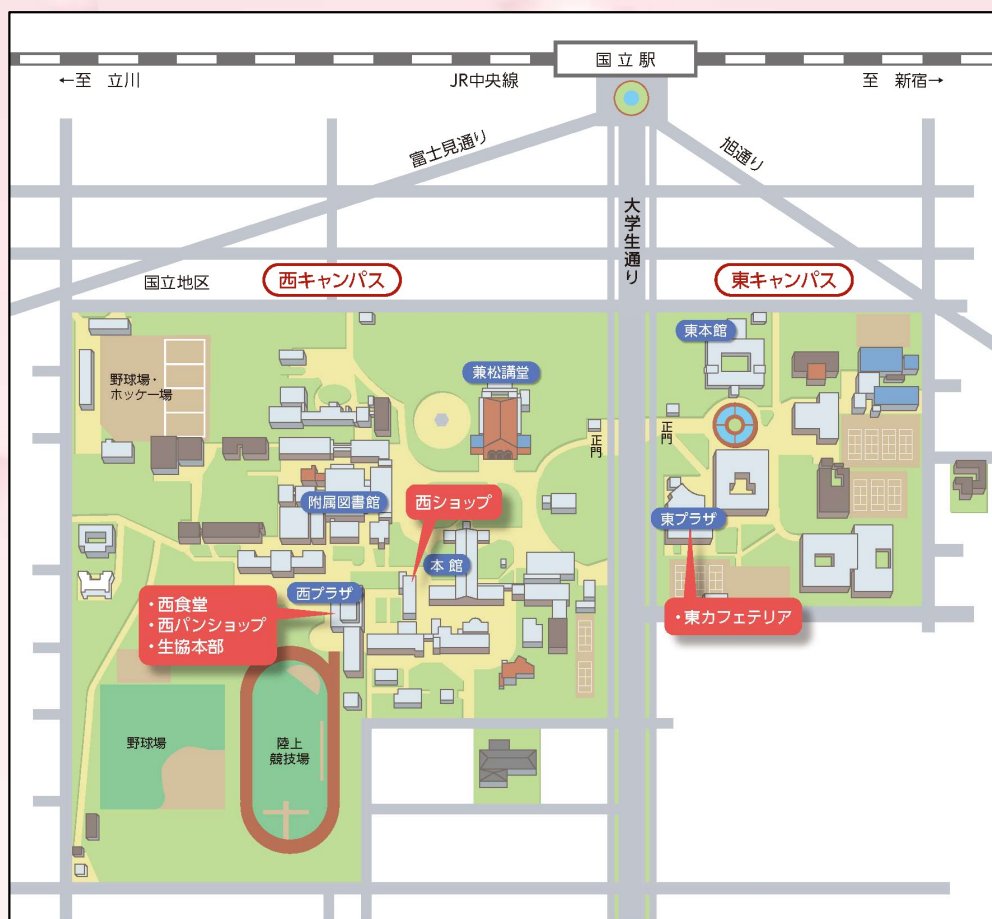 国立駅
←至 立川
JR中央線
至 新宿→
富士見通り
旭通り
大学生通り
国立地区
西キャンパス
東キャンパス
東本館
野球場・
ホッケー場
兼松講堂
正門
正門
附属図書館
西ショップ
東プラザ
本館
西プラザ
・西食堂
・西パンショップ
・生協本部
・東カフェテリア
野球場
陸上
競技場